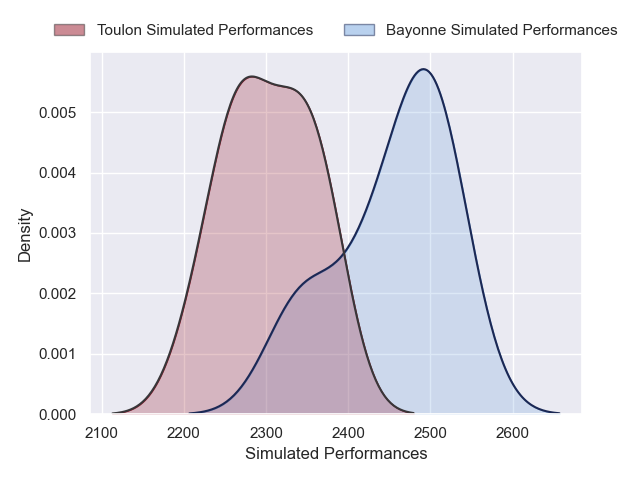 Toulon Simulated Performances Bayonne Simulated Performances
0.005
0.004
0.003
0.002
0.001
0.000
Density
2100 2200 2300 2400 2500 2600
Simulated Performances